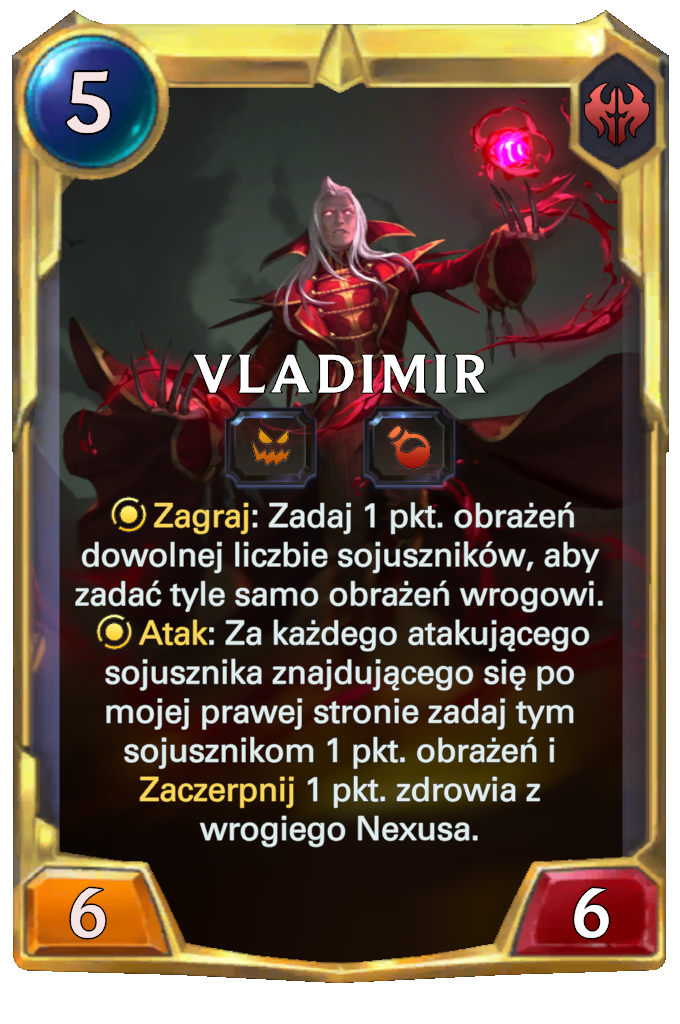 5
VLADIMIR
Zagraj: Zadaj 1 pkt. obrażeń
dowolnej liczbie sojuszników, aby
zadać tyle samo obrażeń wrogowi.
Atak: Za każdego atakującego
sojusznika znajdującego się po
mojej prawej stronie zadaj tym
sojusznikom 1 pkt. obrażeń i
Zaczerpnij 1 pkt. zdrowia z
wrogiego Nexusa.
6
6